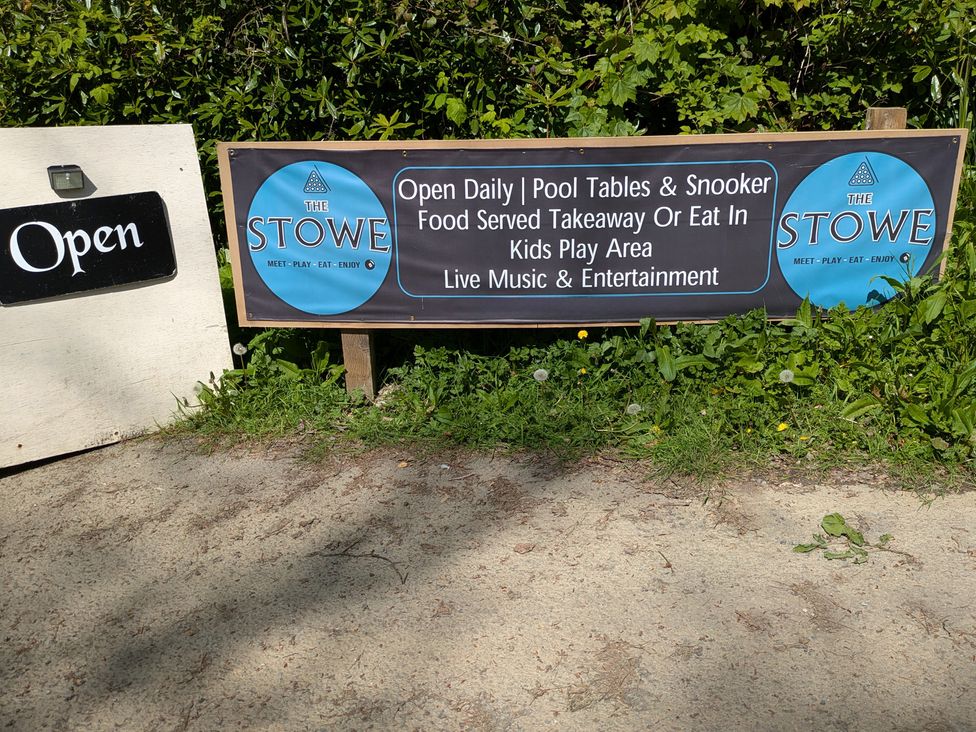 Open
THE
STOWE
MEET - PLAY - EAT - ENJOY
Open Daily | Pool Tables & Snooker
Food Served Takeaway Or Eat In
Kids Play Area
Live Music & Entertainment
THE
STOWE
MEET - PLAY - EAT - ENJOY